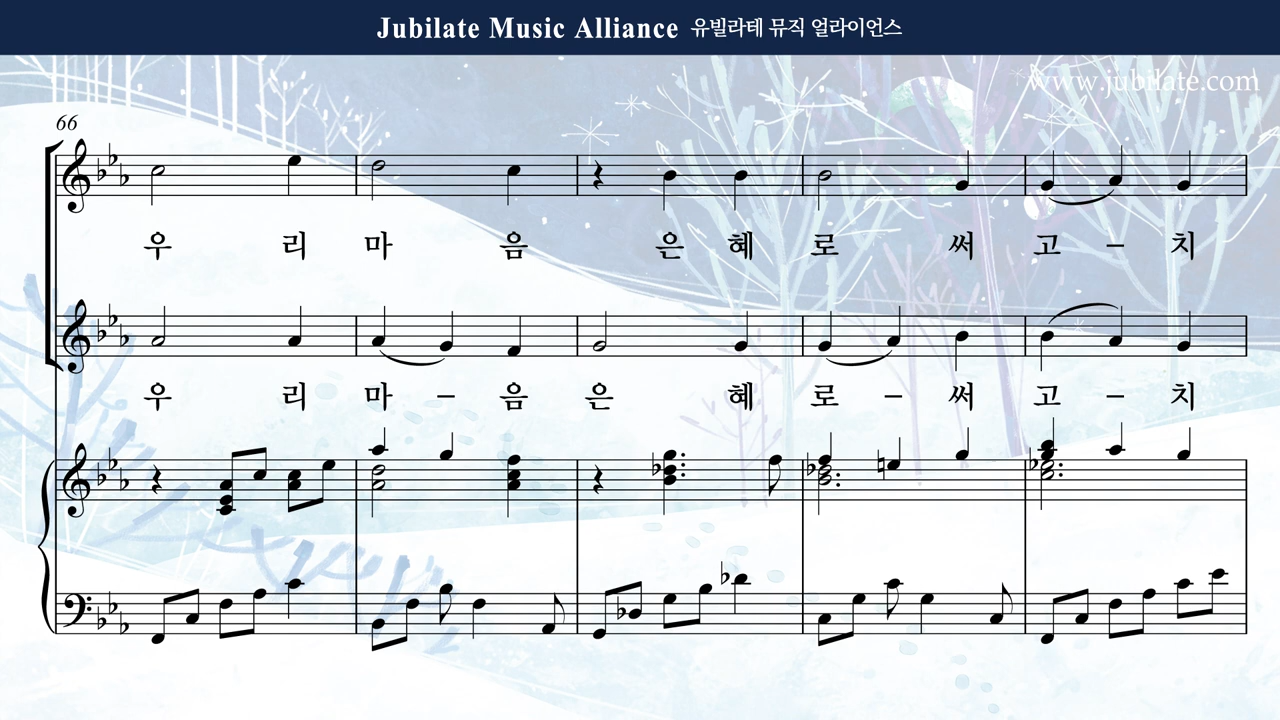 Jubilate Music Alliance 유빌라테 뮤직 얼라이언스
www.jubilate.com
66
우 리 마 음 은 혜 로 써 고 - 치
우 리 마 - 음 은 혜 로 - 써 고 - 치